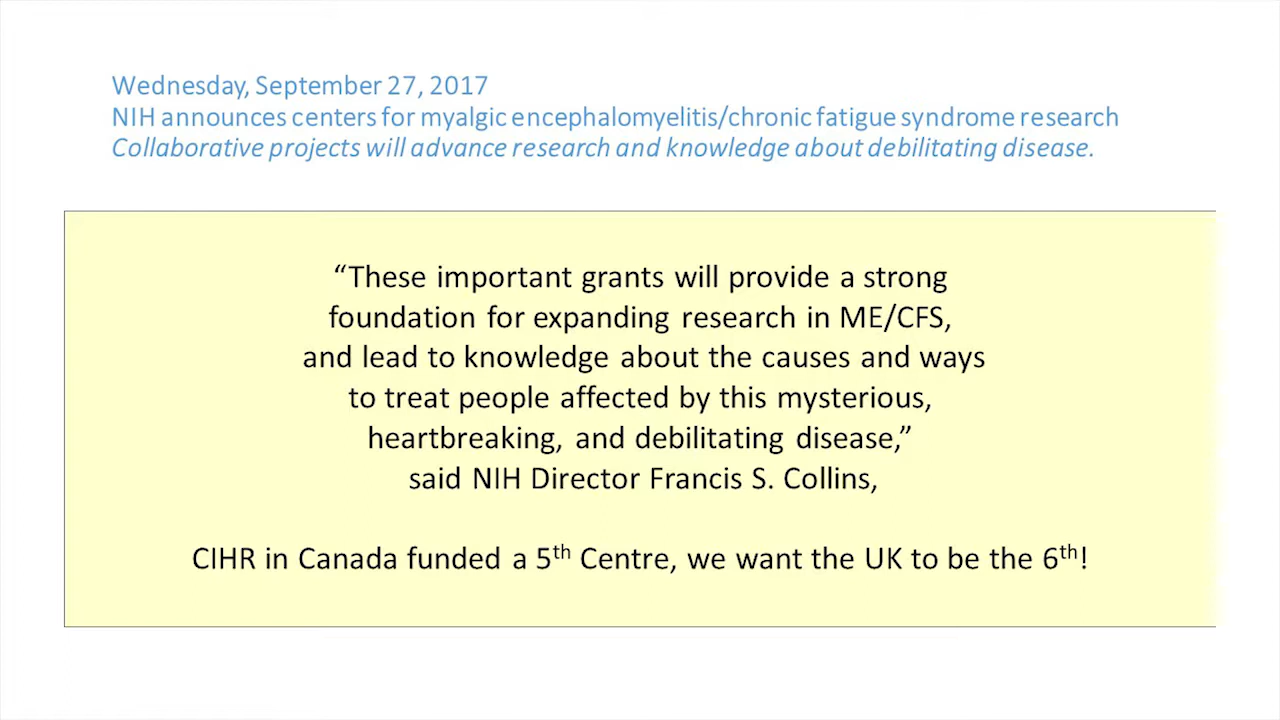 Wednesday, September 27, 2017
NIH announces centers for myalgic encephalomyelitis/chronic fatigue syndrome research
Collaborative projects will advance research and knowledge about debilitating disease.
“These important grants will provide a strong
foundation for expanding research in ME/CFS,
and lead to knowledge about the causes and ways
to treat people affected by this mysterious,
heartbreaking, and debilitating disease,”
said NIH Director Francis S. Collins,
CIHR in Canada funded a 5th Centre, we want the UK to be the 6th!